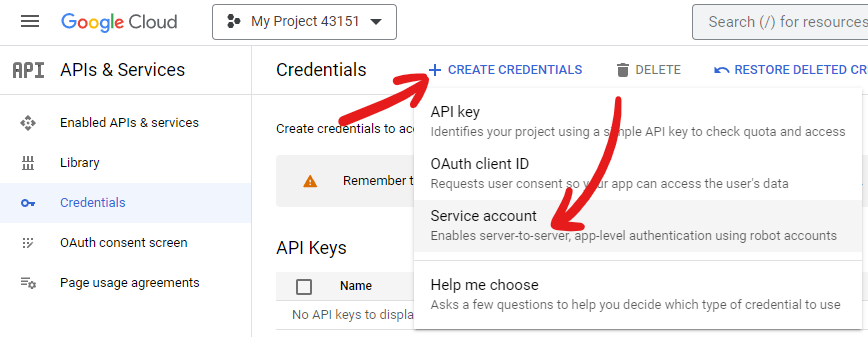 Google Cloud
My Project 43151
Search (/) for resources
API
APIs & Services
Credentials
CREATE CREDENTIALS
DELETE
RESTORE DELETED
Enabled APIs & services
Library
Credentials
OAuth consent screen
Page usage agreements
Create credentials to
Remember
API key
Identifies your project using a simple API key to check quota and access
OAuth client ID
Requests user consent so your app can access the user's data
Service account
Enables server-to-server, app-level authentication using robot accounts
Help me choose
Asks a few questions to help you decide which type of credential to use
API Keys
Name
No API keys to